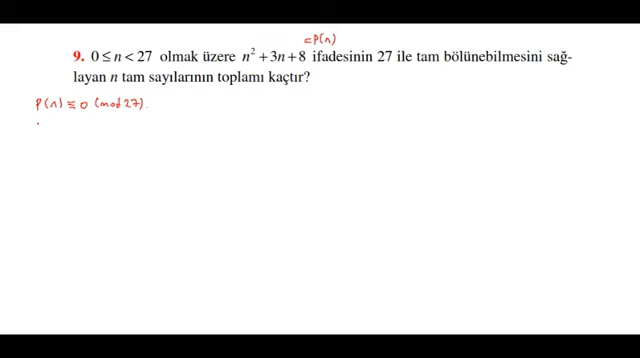 =P(n)
9. 0 ≤ n < 27 olmak üzere n² + 3n + 8 ifadesinin 27 ile tam bölünebilmesini sağ-
layan n tam sayılarının toplamı kaçtır?
P(n) ≡ 0 (mod 27).